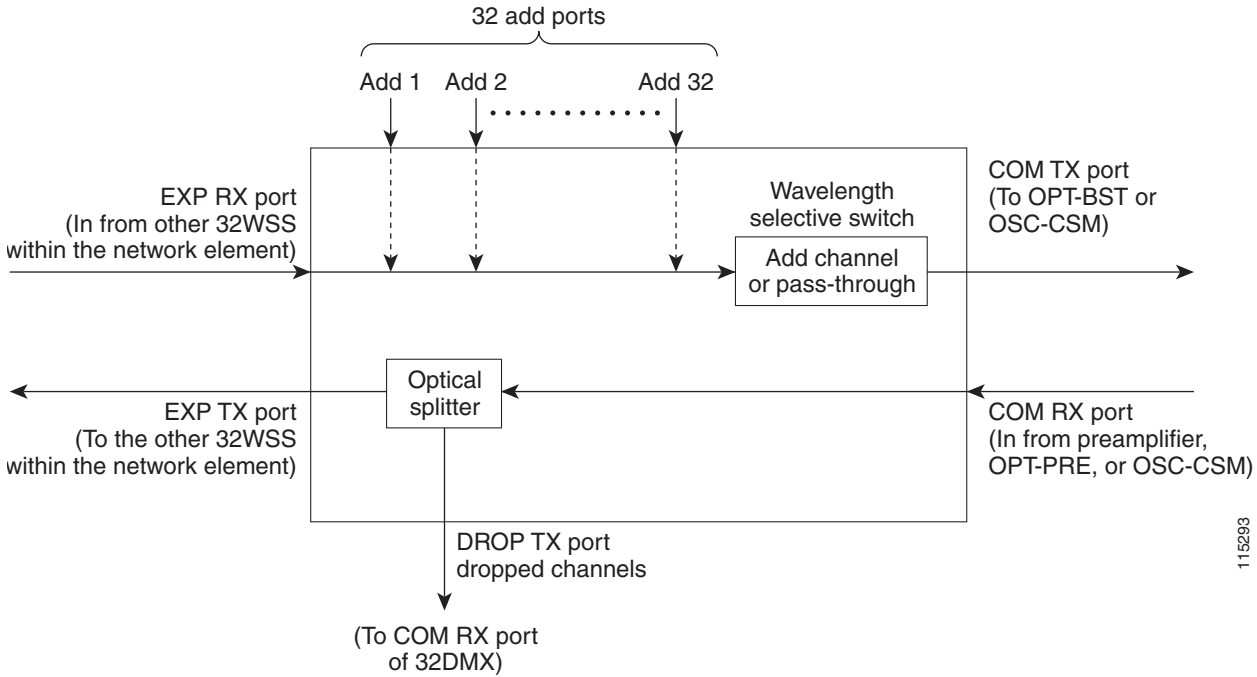 32 add ports
Add 1
Add 2
Add 32
EXP RX port
(In from other 32WSS
within the network element)
Wavelength
selective switch
Add channel
or pass-through
COM TX port
(To OPT-BST or
OSC-CSM)
Optical
splitter
EXP TX port
(To the other 32WSS
within the network element)
COM RX port
(In from preamplifier,
OPT-PRE, or OSC-CSM)
DROP TX port
dropped channels
(To COM RX port
of 32DMX)
115293